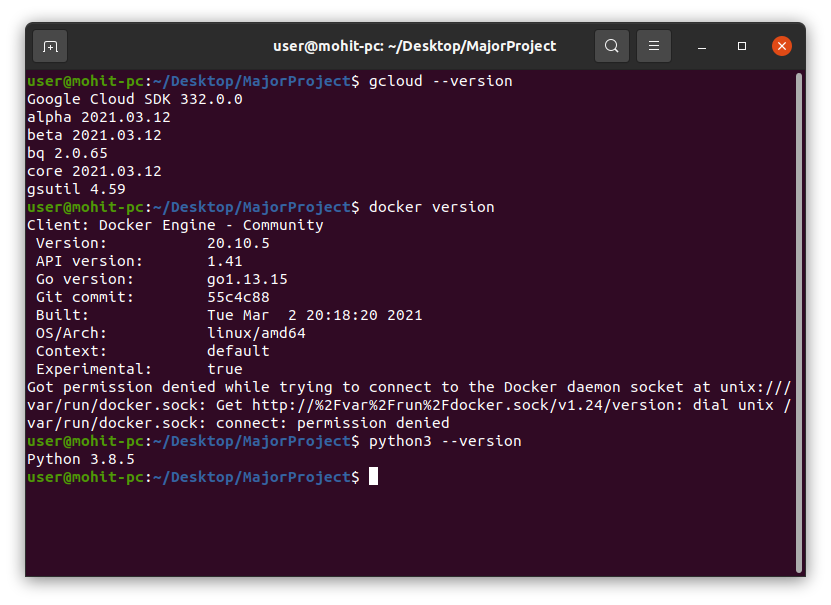 user@mohit-pc: ~/Desktop/MajorProject
user@mohit-pc:~/Desktop/MajorProject$ gcloud --version
Google Cloud SDK 332.0.0
alpha 2021.03.12
beta 2021.03.12
bq 2.0.65
core 2021.03.12
gsutil 4.59
user@mohit-pc:~/Desktop/MajorProject$ docker version
Client: Docker Engine - Community
 Version:           20.10.5
 API version:       1.41
 Go version:        go1.13.15
 Git commit:        55c4c88
 Built:             Tue Mar  2 20:18:20 2021
 OS/Arch:           linux/amd64
 Context:           default
 Experimental:      true
Got permission denied while trying to connect to the Docker daemon socket at unix:///
var/run/docker.sock: Get http://%2Fvar%2Frun%2Fdocker.sock/v1.24/version: dial unix /
var/run/docker.sock: connect: permission denied
user@mohit-pc:~/Desktop/MajorProject$ python3 --version
Python 3.8.5
user@mohit-pc:~/Desktop/MajorProject$